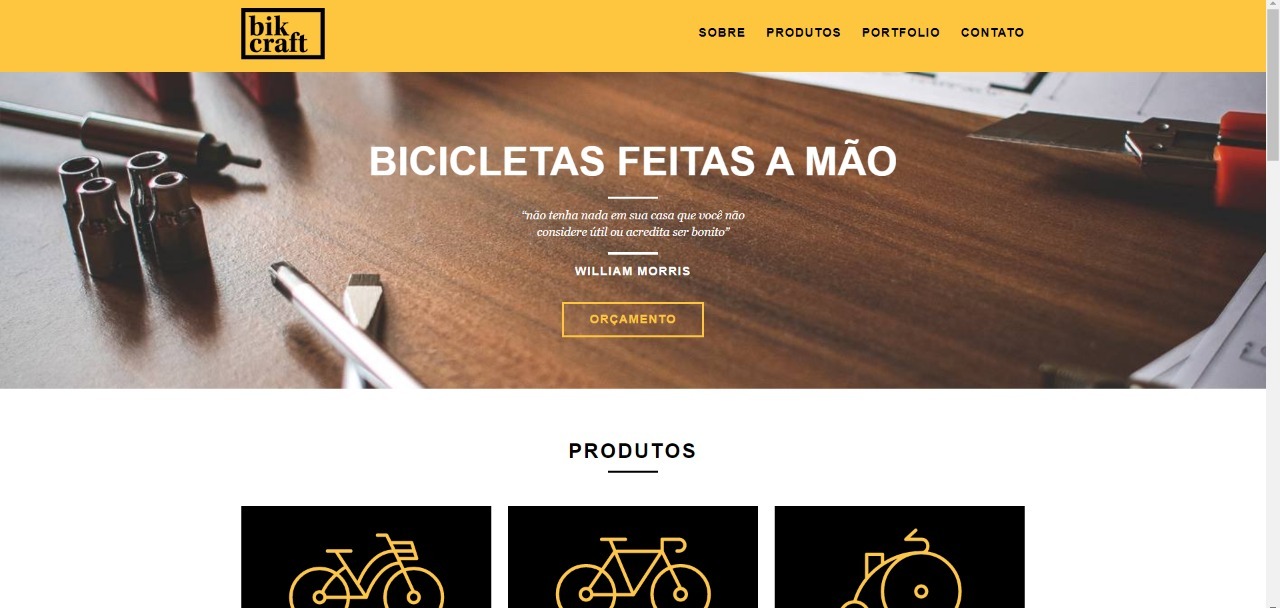 bik
craft
SOBRE PRODUTOS PORTFOLIO CONTATO
BICICLETAS FEITAS A MÃO
“não tenha nada em sua casa que você não
considere útil ou acredita ser bonito”
WILLIAM MORRIS
ORÇAMENTO
PRODUTOS